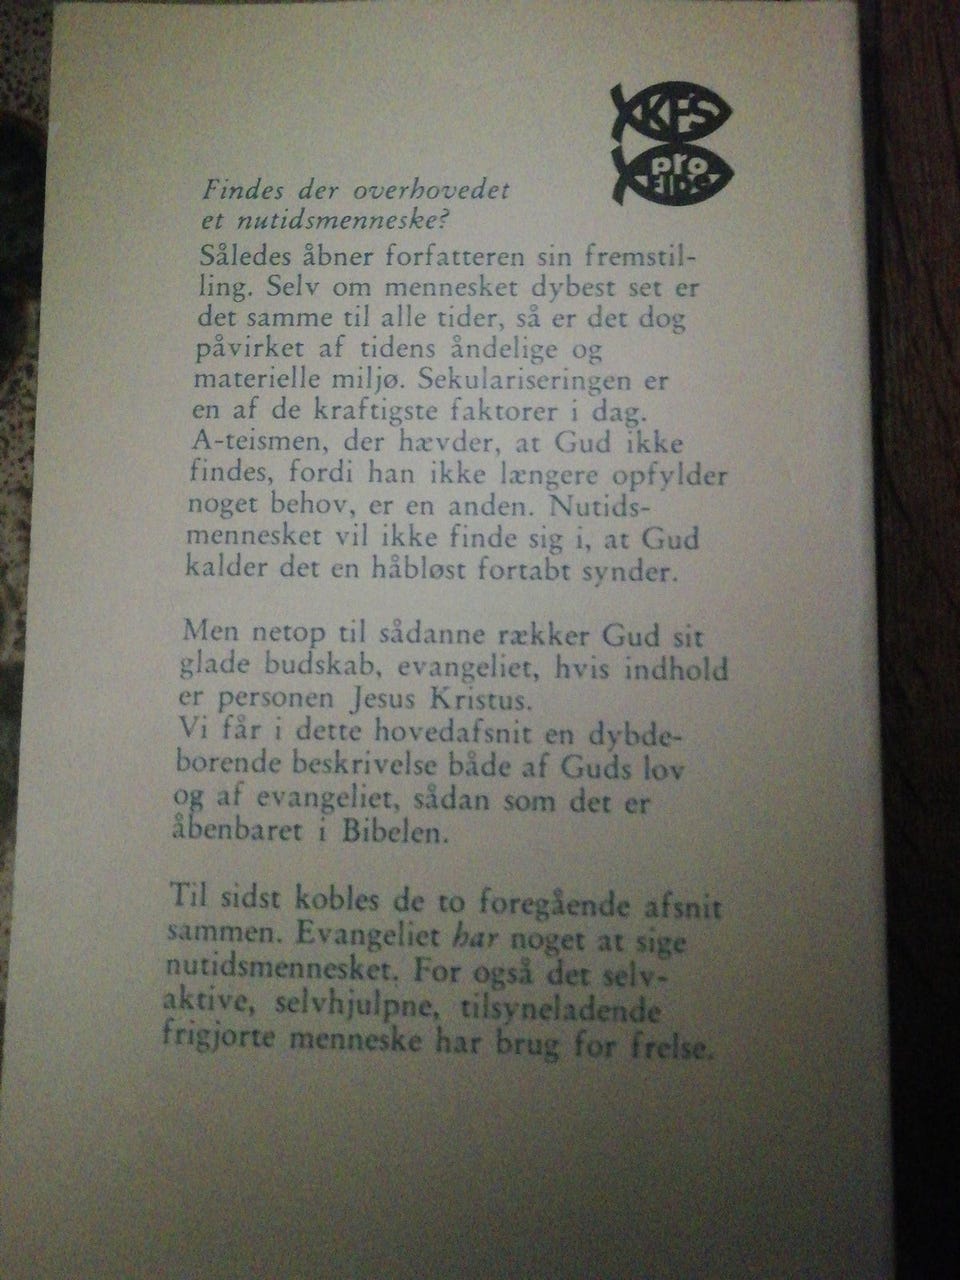 KFS
pro
FIDE
Findes der overhovedet
et nutidsmenneske?
Således åbner forfatteren sin fremstil-
ling. Selv om mennesket dybest set er
det samme til alle tider, så er det dog
påvirket af tidens åndelige og
materielle miljø. Sekulariseringen er
en af de kraftigste faktorer i dag.
A-teismen, der hævder, at Gud ikke
findes, fordi han ikke længere opfylder
noget behov, er en anden. Nutids-
mennesket vil ikke finde sig i, at Gud
kalder det en håbløst fortabt synder.
Men netop til sådanne rækker Gud sit
glade budskab, evangeliet, hvis indhold
er personen Jesus Kristus.
Vi får i dette hovedafsnit en dybde-
borende beskrivelse både af Guds lov
og af evangeliet, sådan som det er
åbenbaret i Bibelen.
Til sidst kobles de to foregående afsnit
sammen. Evangeliet har noget at sige
nutidsmennesket. For også det selv-
aktive, selvhjulpne, tilsyneladende
frigjorte menneske har brug for frelse.